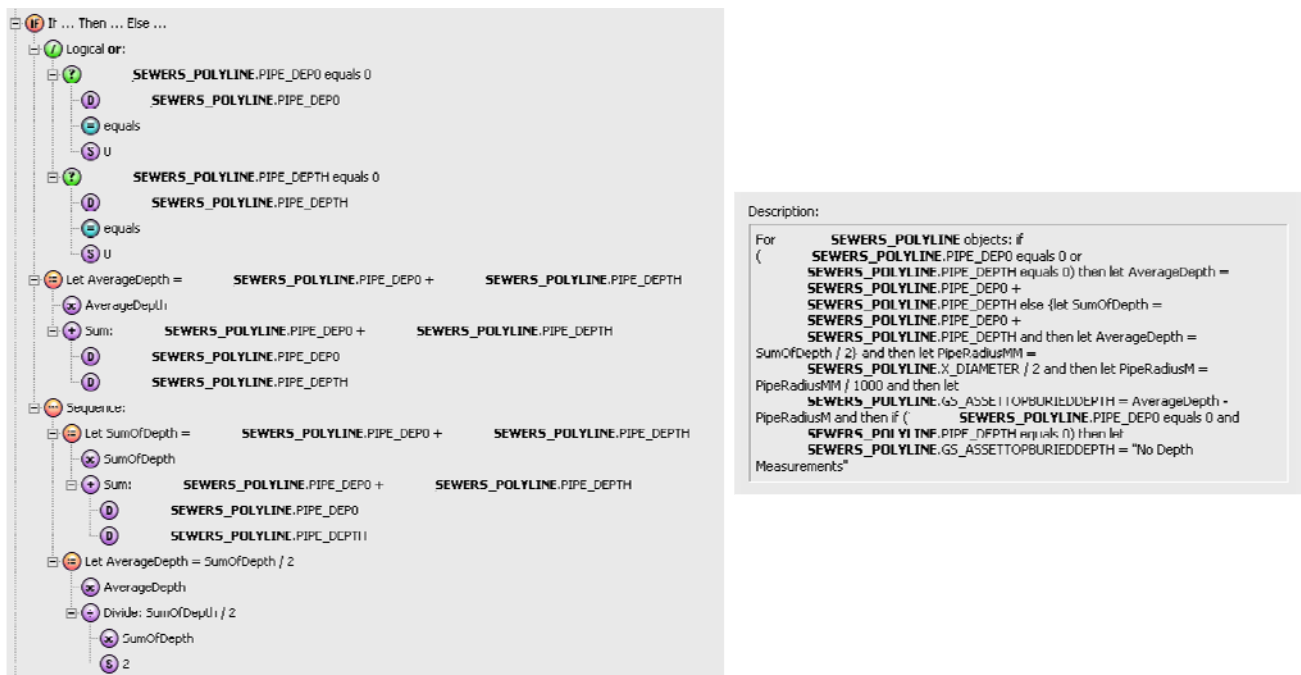 If ... Then ... Else ...
Logical or:
SEWERS_POLYLINE.PIPE_DEP0 equals 0
SEWERS_POLYLINE.PIPE_DEP0
equals
0
SEWERS_POLYLINE.PIPE_DEPTH equals 0
SEWERS_POLYLINE.PIPE_DEPTH
equals
0
Let AverageDepth = SEWERS_POLYLINE.PIPE_DEP0 + SEWERS_POLYLINE.PIPE_DEPTH
AverageDepth
Sum: SEWERS_POLYLINE.PIPE_DEP0 + SEWERS_POLYLINE.PIPE_DEPTH
SEWERS_POLYLINE.PIPE_DEP0
SEWERS_POLYLINE.PIPE_DEPTH
Sequence:
Let SumOfDepth = SEWERS_POLYLINE.PIPE_DEP0 + SEWERS_POLYLINE.PIPE_DEPTH
SumOfDepth
Sum: SEWERS_POLYLINE.PIPE_DEP0 + SEWERS_POLYLINE.PIPE_DEPTH
SEWERS_POLYLINE.PIPE_DEP0
SEWERS_POLYLINE.PIPE_DEPTH
Let AverageDepth = SumOfDepth / 2
AverageDepth
Divide: SumOfDepth / 2
SumOfDepth
2
Description:
For SEWERS_POLYLINE objects: if
( SEWERS_POLYLINE.PIPE_DEP0 equals 0 or
SEWERS_POLYLINE.PIPE_DEPTH equals 0) then let AverageDepth =
SEWERS_POLYLINE.PIPE_DEP0 +
SEWERS_POLYLINE.PIPE_DEPTH else {let SumOfDepth =
SEWERS_POLYLINE.PIPE_DEP0 +
SEWERS_POLYLINE.PIPE_DEPTH and then let AverageDepth =
SumOfDepth / 2} and then let PipeRadiusMM =
SEWERS_POLYLINE.X_DIAMETER / 2 and then let PipeRadiusM =
PipeRadiusMM / 1000 and then let
SEWERS_POLYLINE.GS_ASSETTOPBURIEDDEPTH = AverageDepth -
PipeRadiusM and then if ( SEWERS_POLYLINE.PIPE_DEP0 equals 0 and
SEWERS_POLYLINE.PIPE_DEPTH equals 0) then let
SEWERS_POLYLINE.GS_ASSETTOPBURIEDDEPTH = "No Depth
Measurements"